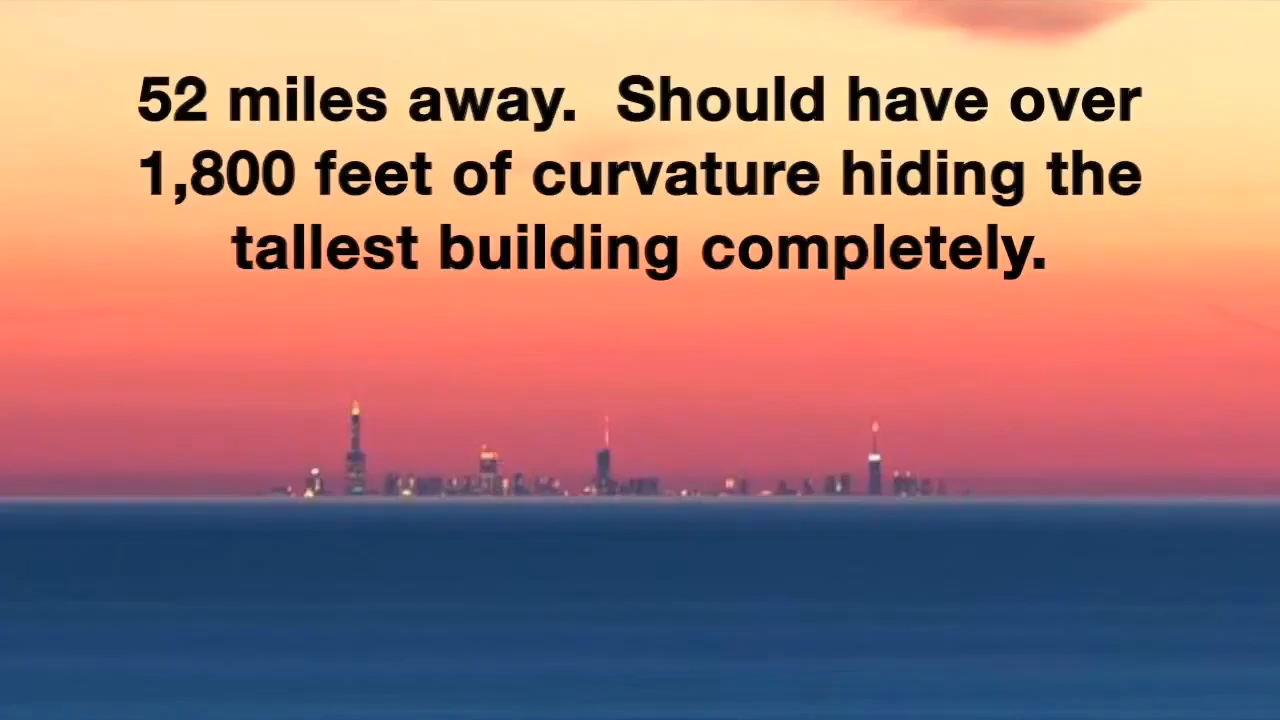 52 miles away.  Should have over
1,800 feet of curvature hiding the
tallest building completely.